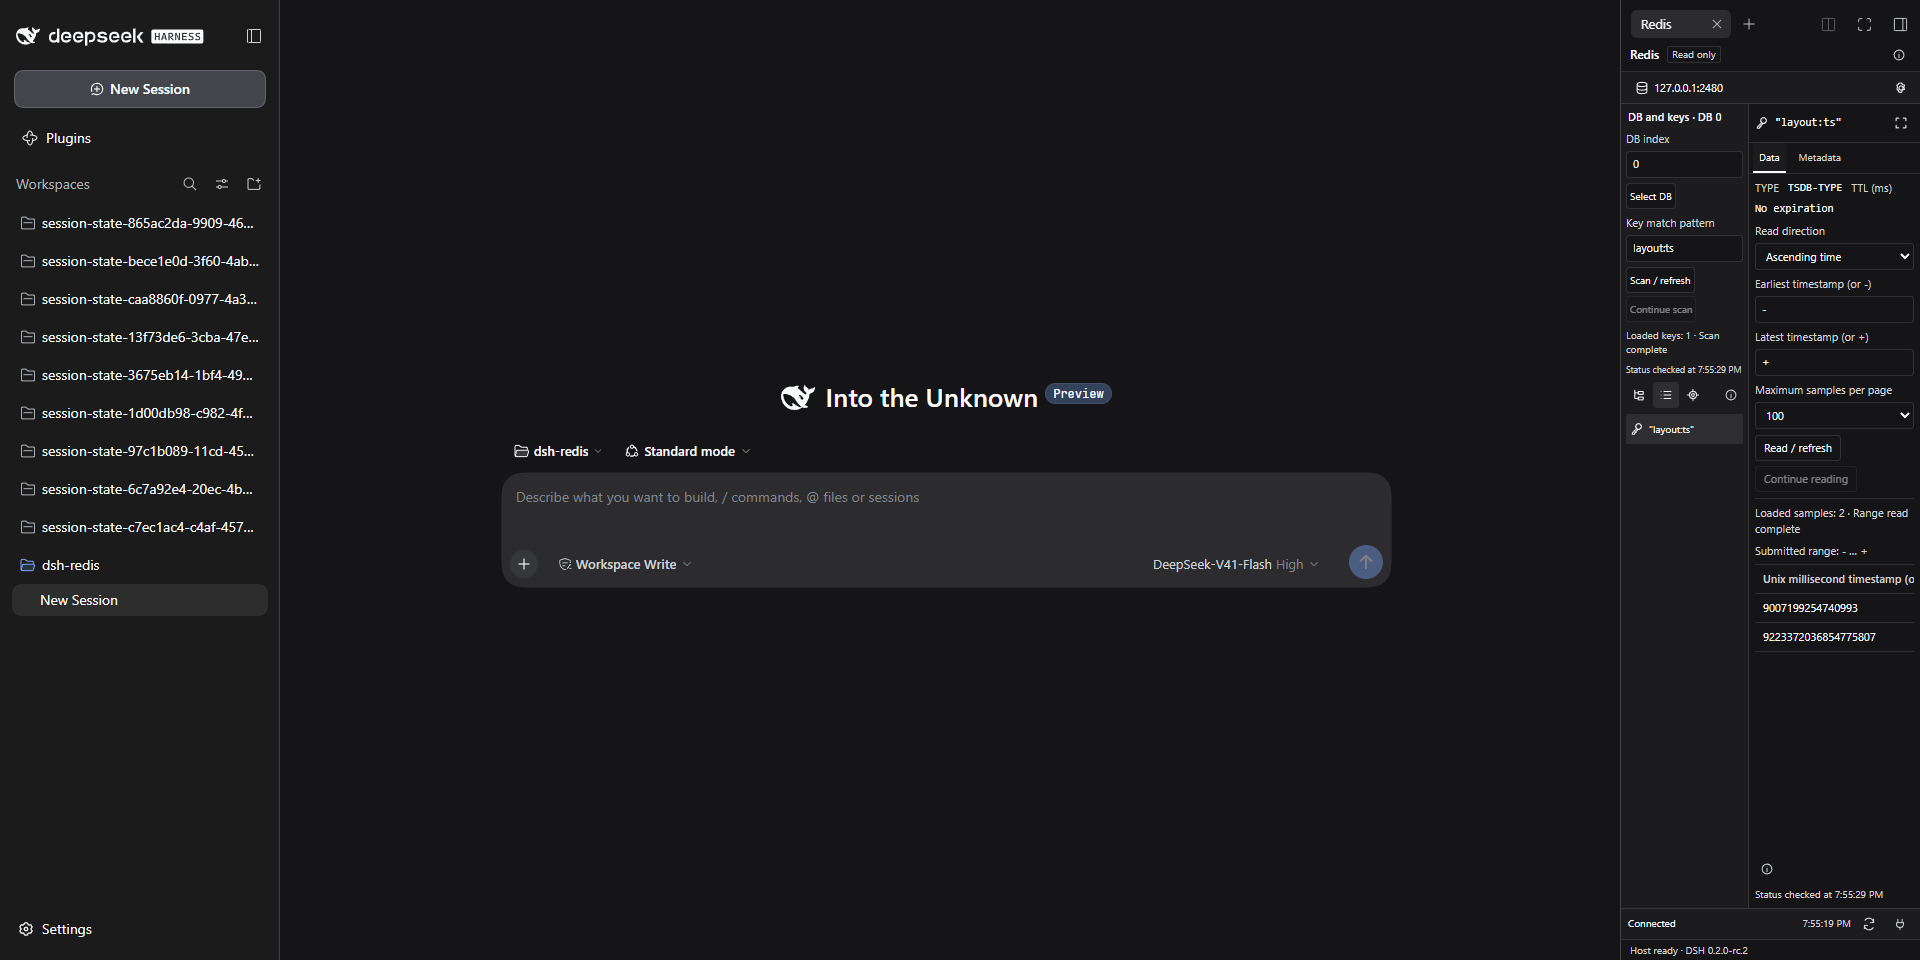 deepseek HARNESS
New Session
Plugins
Workspaces
session-state-865ac2da-9909-46...
session-state-bece1e0d-3f60-4ab...
session-state-caa8860f-0977-4a3...
session-state-13f73de6-3cba-47e...
session-state-3675eb14-1bf4-49...
session-state-1d00db98-c982-4f...
session-state-97c1b089-11cd-45...
session-state-6c7a92e4-20ec-4b...
session-state-c7ec1ac4-c4af-457...
dsh-redis
New Session
Settings
Into the Unknown Preview
dsh-redis Standard mode
Describe what you want to build, / commands, @ files or sessions
Workspace Write DeepSeek-V41-Flash High
Redis
Redis Read only
127.0.0.1:2480
DB and keys · DB 0
DB index
0
Select DB
Key match pattern
layout:ts
Scan / refresh
Continue scan
Loaded keys: 1 · Scan
complete
Status checked at 7:55:29 PM
"layout:ts"
"layout:ts"
Data Metadata
TYPE TSDB-TYPE TTL (ms)
No expiration
Read direction
Ascending time
Earliest timestamp (or -)
-
Latest timestamp (or +)
+
Maximum samples per page
100
Read / refresh
Continue reading
Loaded samples: 2 · Range read
complete
Submitted range: - ... +
Unix millisecond timestamp (o
9007199254740993
9223372036854775807
Status checked at 7:55:29 PM
Connected 7:55:19 PM
Host ready · DSH 0.2.0-rc.2